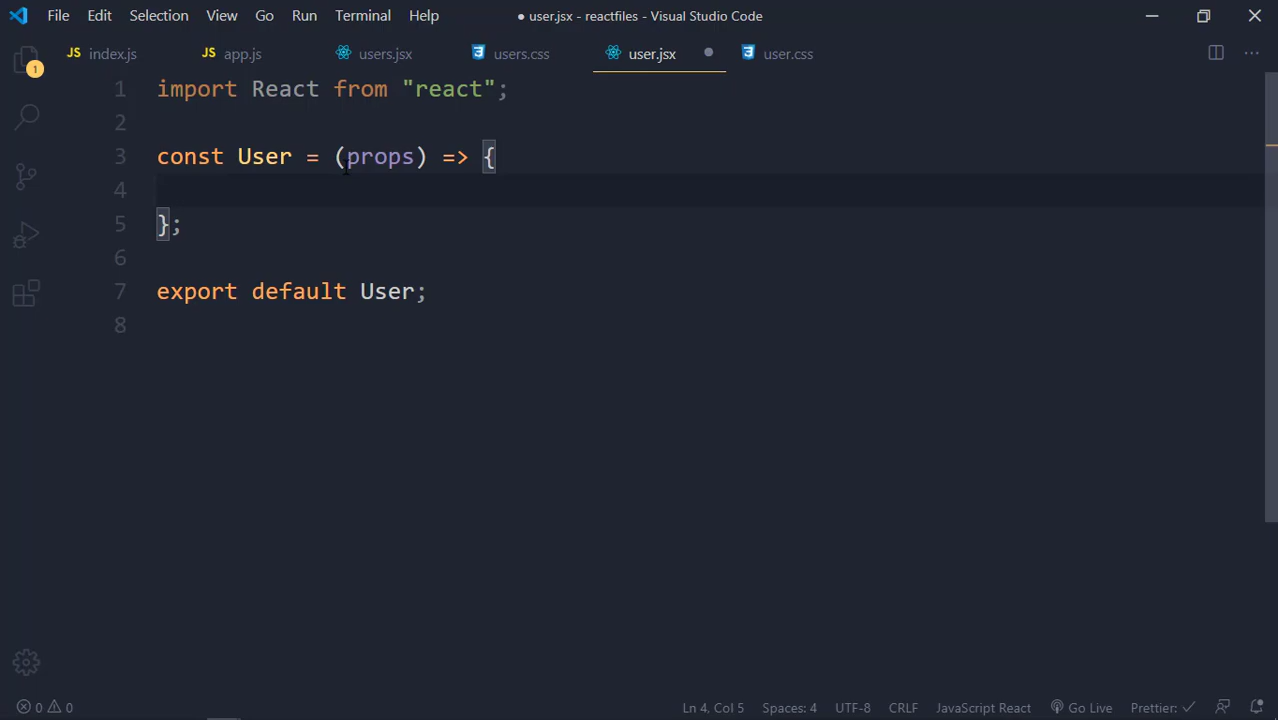 File Edit Selection View Go Run Terminal Help ● user.jsx - reactfiles - Visual Studio Code
JS index.js JS app.js users.jsx users.css user.jsx user.css
1 import React from "react";
2
3 const User = (props) => {
4
5 };
6
7 export default User;
8
1
0 0 Ln 4, Col 5 Spaces: 4 UTF-8 CRLF JavaScript React Go Live Prettier: ✓